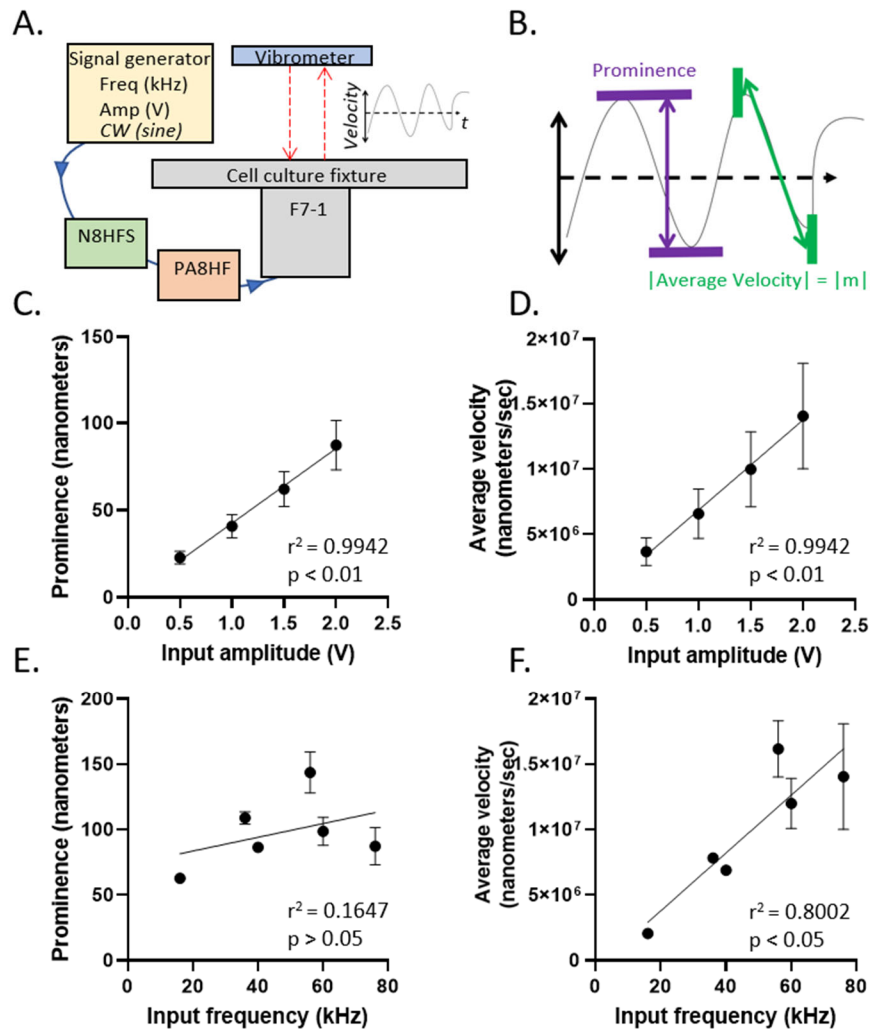 A.
Signal generator
Freq (kHz)
Amp (V)
CW (sine)
Vibrometer
Velocity
t
Cell culture fixture
F7-1
N8HFS
PA8HF
B.
Prominence
|Average Velocity| = |m|
C.
Prominence (nanometers)
150
100
50
0
0.0 0.5 1.0 1.5 2.0 2.5
Input amplitude (V)
r² = 0.9942
p < 0.01
D.
Average velocity
(nanometers/sec)
2×10⁷
1.5×10⁷
1×10⁷
5×10⁶
0
0.0 0.5 1.0 1.5 2.0 2.5
Input amplitude (V)
r² = 0.9942
p < 0.01
E.
Prominence (nanometers)
200
150
100
50
0
0 20 40 60 80
Input frequency (kHz)
r² = 0.1647
p > 0.05
F.
Average velocity
(nanometers/sec)
2×10⁷
1.5×10⁷
1×10⁷
5×10⁶
0
0 20 40 60 80
Input frequency (kHz)
r² = 0.8002
p < 0.05